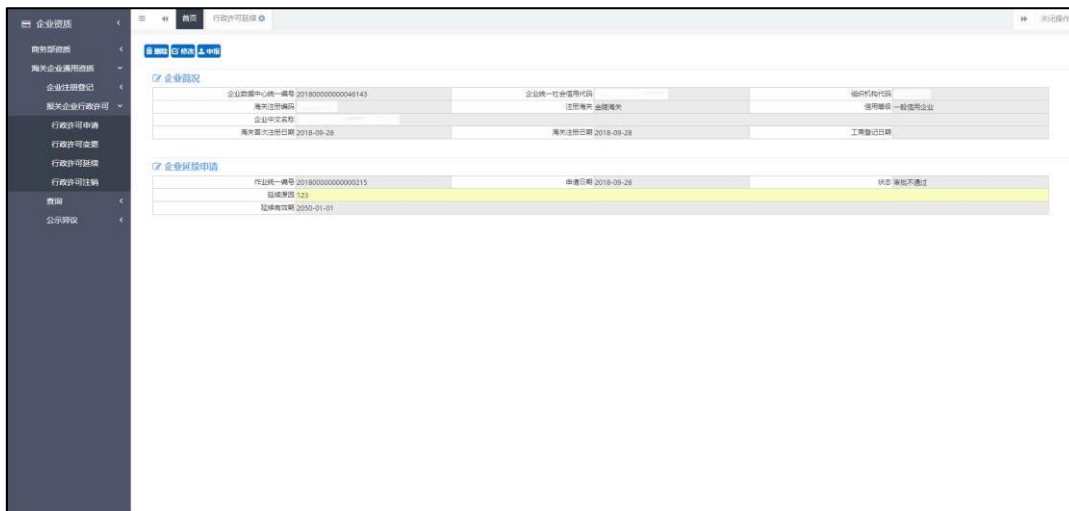 企业资质
首页 行政许可延续
关闭操作
商务部资质
删除 修改 申报
海关企业通用资质
企业简况
企业注册登记
企业数据中心统一编号 201800000000046143 企业统一社会信用代码 组织机构代码
报关企业行政许可
海关注册编码 注册海关 金陵海关 信用等级 一般信用企业
企业中文名称
行政许可申请
海关首次注册日期 2018-09-28 海关注册日期 2018-09-28 工商登记日期
行政许可变更
行政许可延续
企业延续申请
行政许可注销
作业统一编号 201800000000000215 申请日期 2018-09-28 状态 审批不通过
延续原因 123
查询
延续有效期 2050-01-01
公示异议